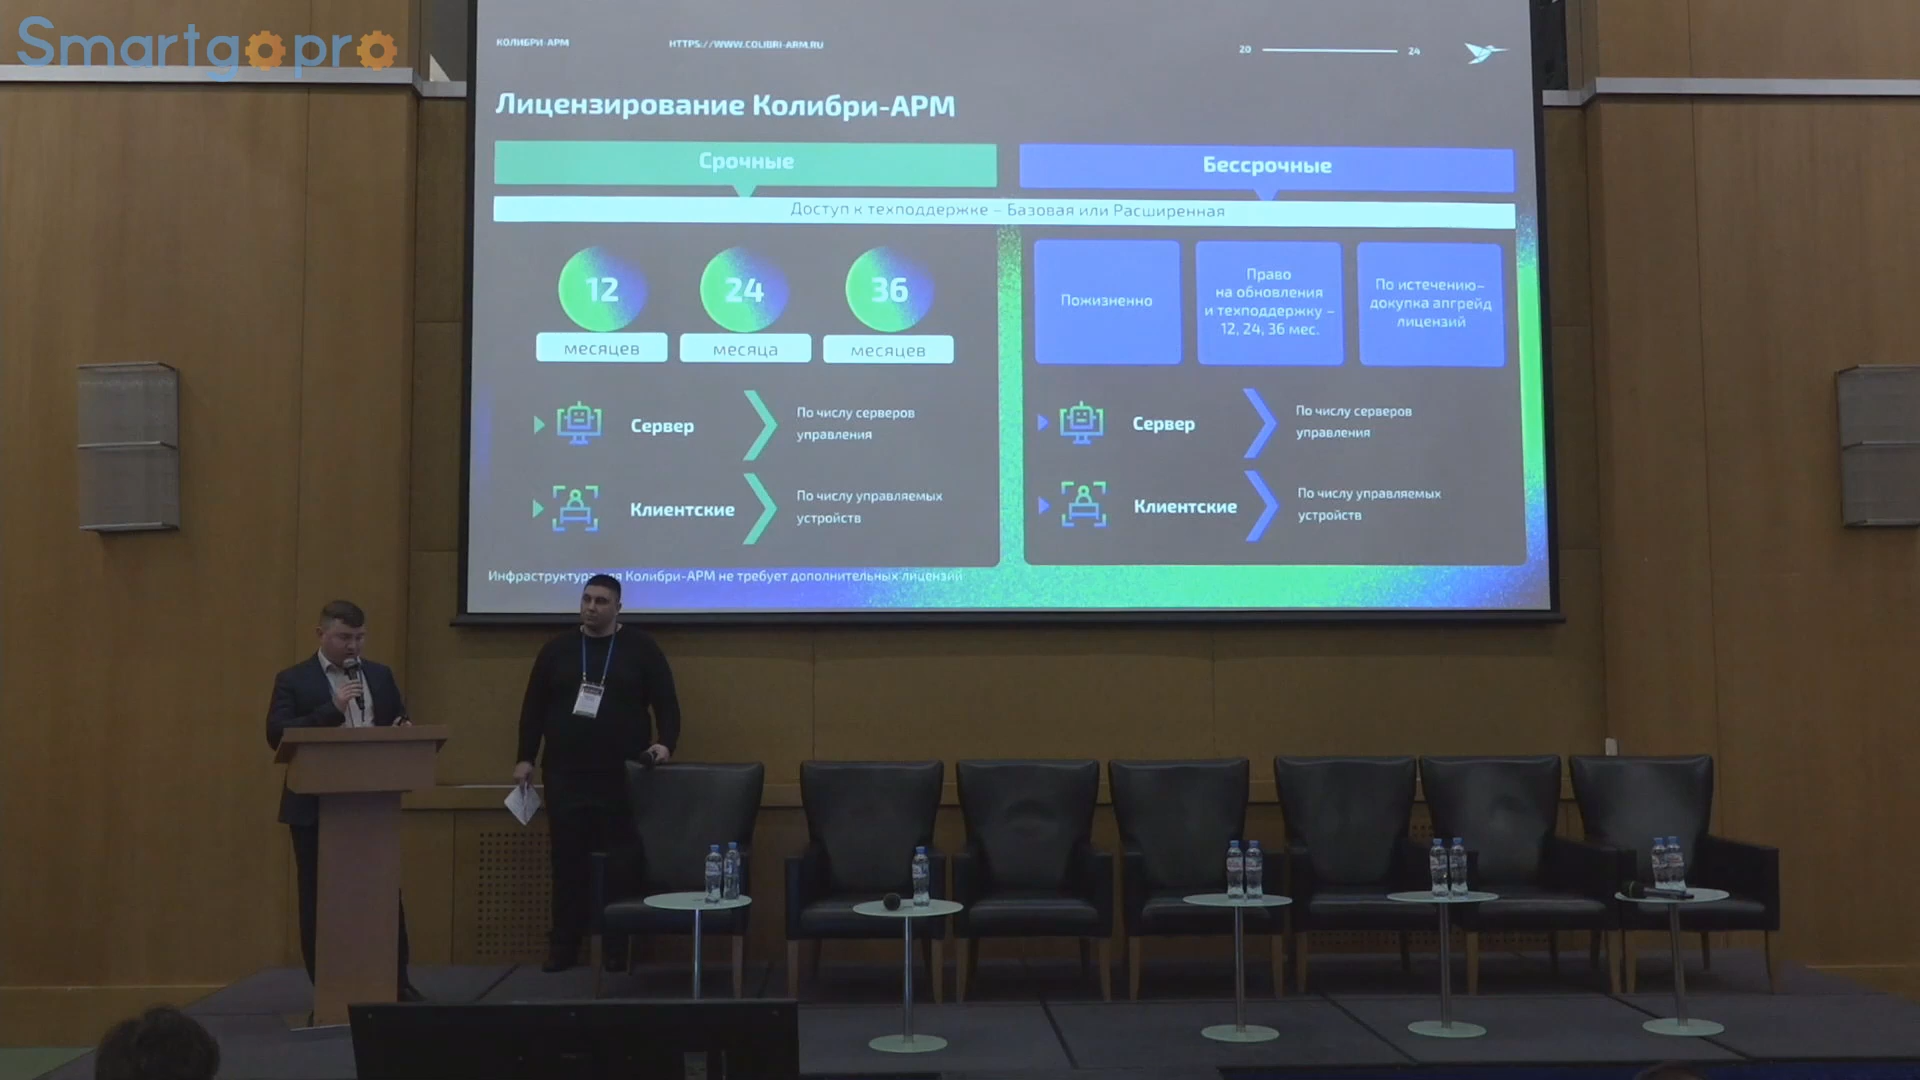 Smartgopro
КОЛИБРИ-АРМ
HTTPS://WWW.COLIBRI-ARM.RU
20
24
Лицензирование Колибри-АРМ
Срочные
Бессрочные
Доступ к техподдержке – Базовая или Расширенная
12
месяцев
24
месяца
36
месяцев
Пожизненно
Право
на обновления
и техподдержку –
12, 24, 36 мес.
По истечению–
докупка апгрейд
лицензий
Сервер
По числу серверов
управления
Клиентские
По числу управляемых
устройств
Сервер
По числу серверов
управления
Клиентские
По числу управляемых
устройств
Инфраструктура Колибри-АРМ не требует дополнительных лицензий